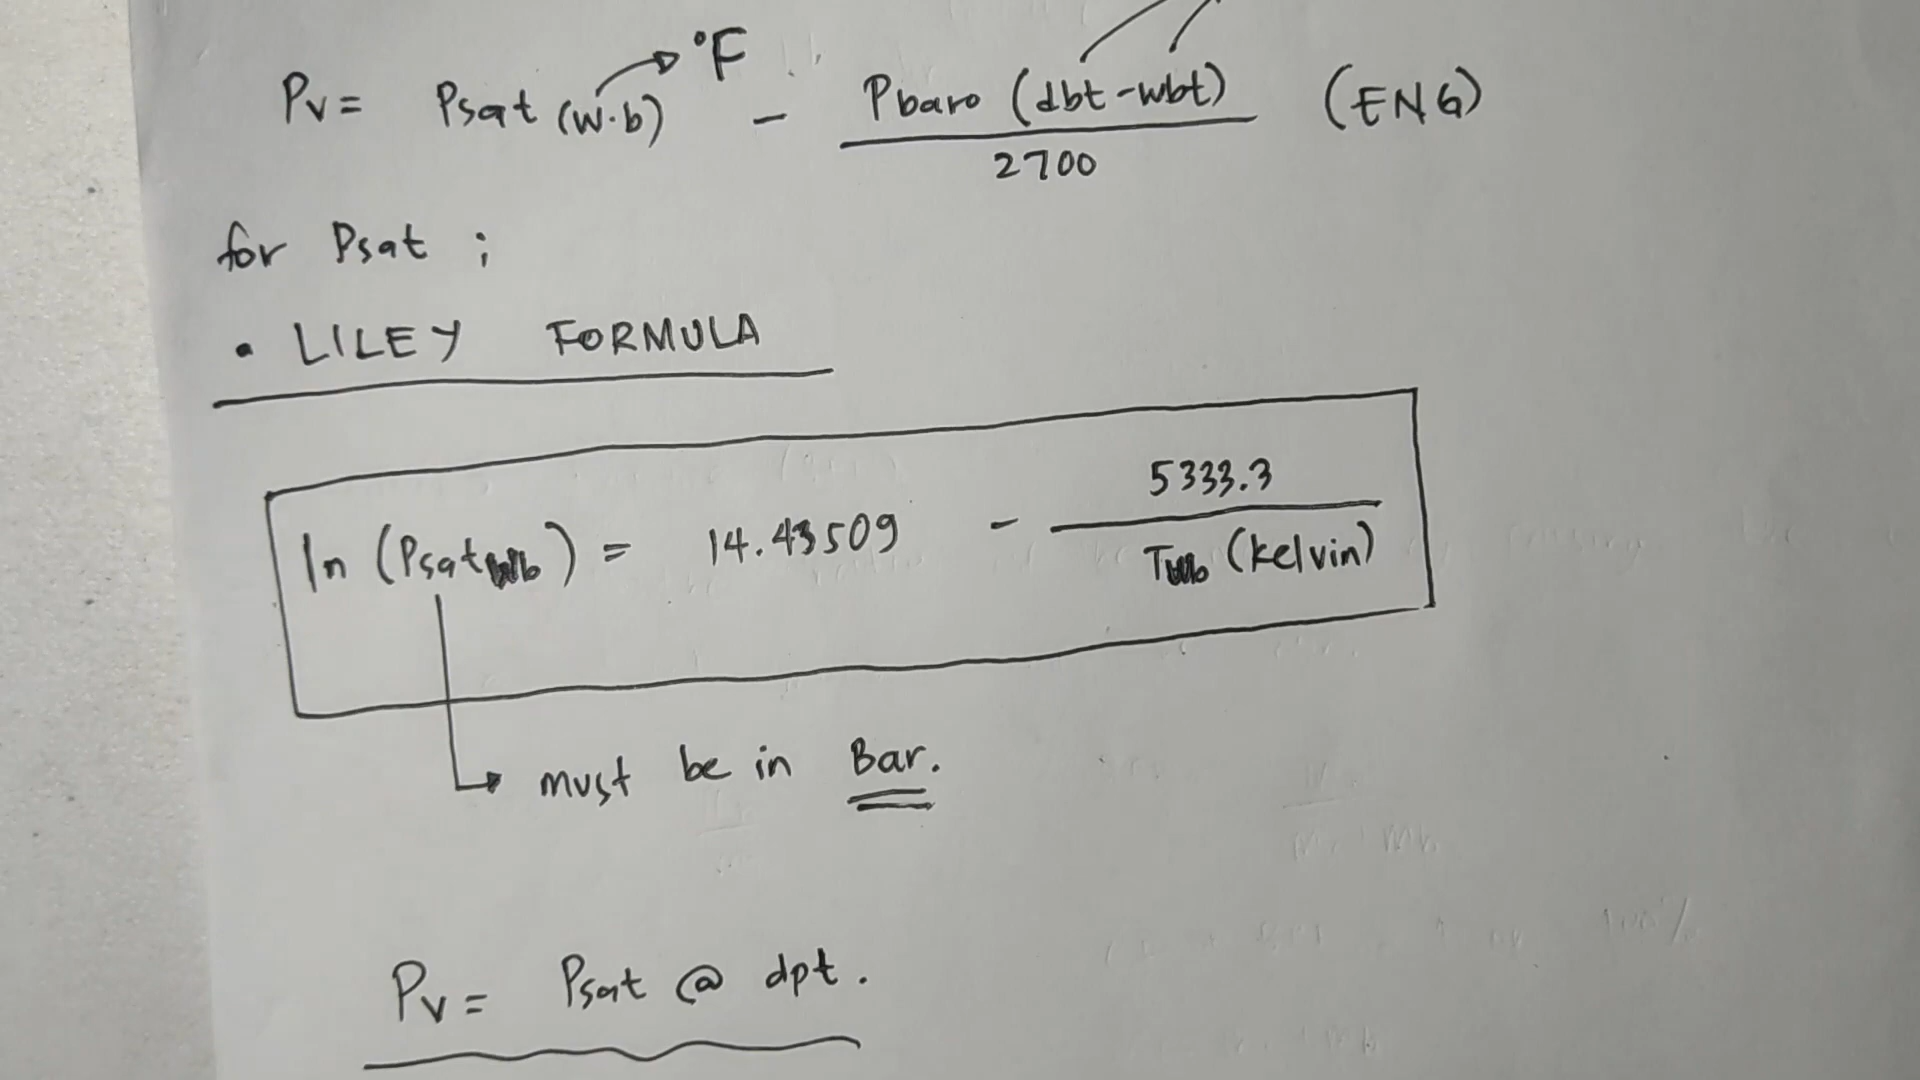 °F
Pv = Psat (w.b) - Pbaro (dbt - wbt) / 2700 (ENG)
for Psat ;
• LILEY FORMULA
ln (Psatwb) = 14.43509 - 5333.3 / Twb (kelvin)
must be in Bar.
Pv = Psat @ dpt.